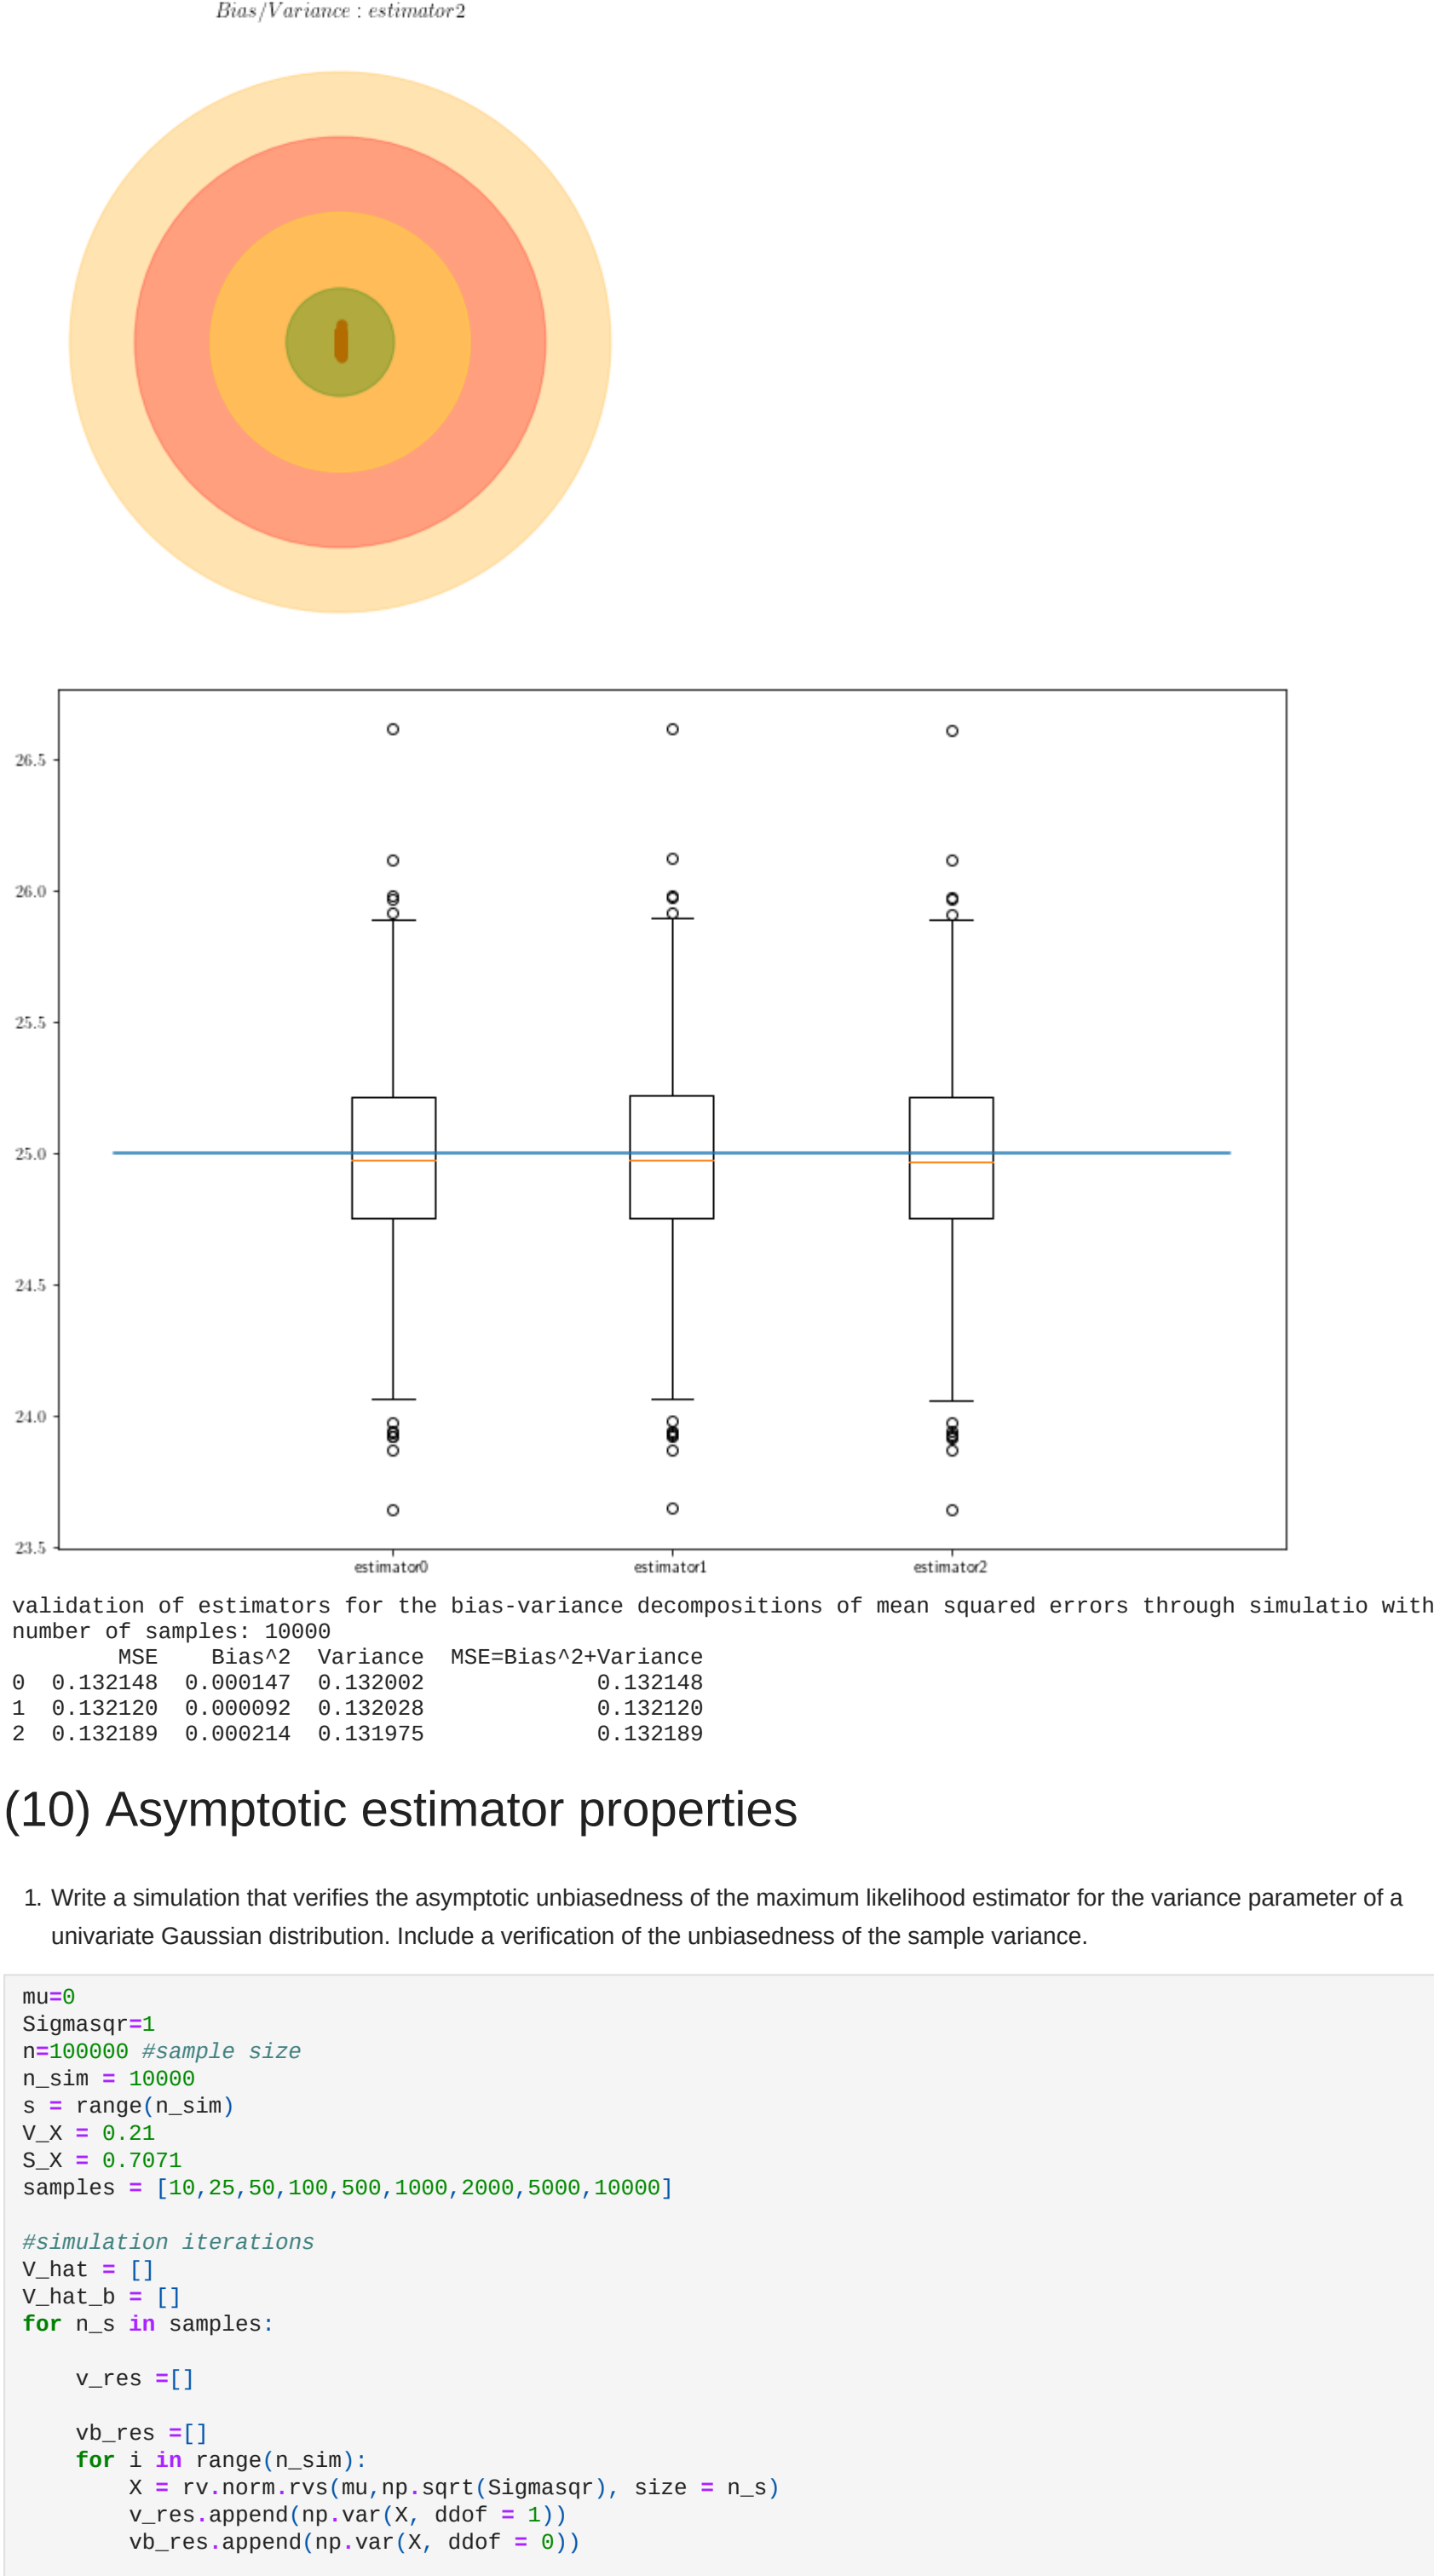 Bias/Variance : estimator2
26.5
26.0
25.5
25.0
24.5
24.0
23.5
estimator0 estimator1 estimator2
validation of estimators for the bias-variance decompositions of mean squared errors through simulatio with
number of samples: 10000
MSE Bias^2 Variance MSE=Bias^2+Variance
0 0.132148 0.000147 0.132002 0.132148
1 0.132120 0.000092 0.132028 0.132120
2 0.132189 0.000214 0.131975 0.132189
(10) Asymptotic estimator properties
1. Write a simulation that verifies the asymptotic unbiasedness of the maximum likelihood estimator for the variance parameter of a
univariate Gaussian distribution. Include a verification of the unbiasedness of the sample variance.
mu=0
Sigmasqr=1
n=100000 #sample size
n_sim = 10000
s = range(n_sim)
V_X = 0.21
S_X = 0.7071
samples = [10,25,50,100,500,1000,2000,5000,10000]
#simulation iterations
V_hat = []
V_hat_b = []
for n_s in samples:
v_res =[]
vb_res =[]
for i in range(n_sim):
X = rv.norm.rvs(mu,np.sqrt(Sigmasqr), size = n_s)
v_res.append(np.var(X, ddof = 1))
vb_res.append(np.var(X, ddof = 0))